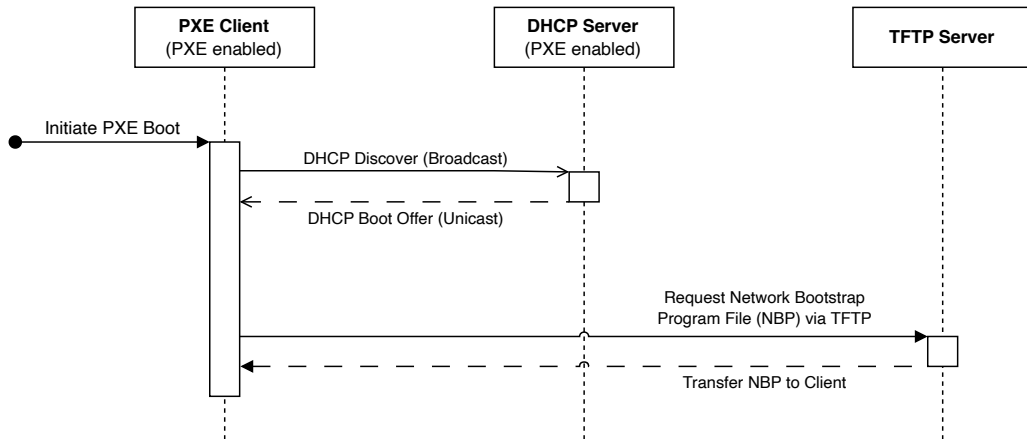 PXE Client
(PXE enabled)
DHCP Server
(PXE enabled)
TFTP Server
Initiate PXE Boot
DHCP Discover (Broadcast)
DHCP Boot Offer (Unicast)
Request Network Bootstrap
Program File (NBP) via TFTP
Transfer NBP to Client